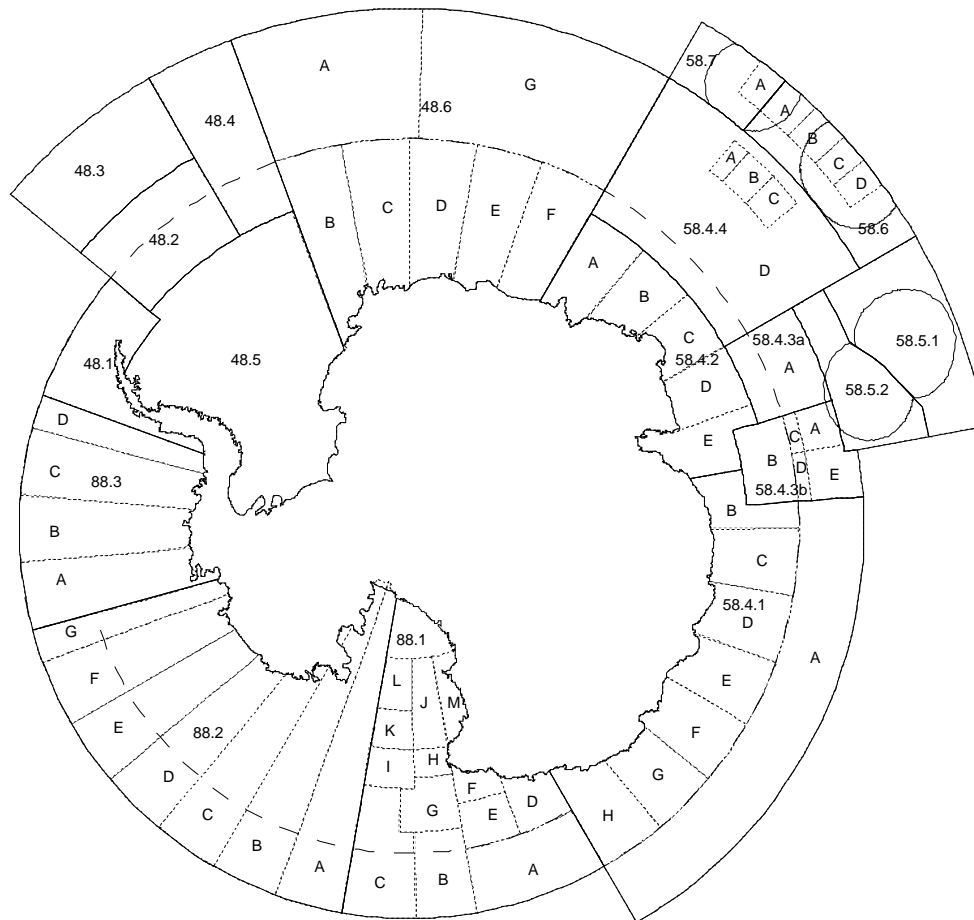 58.7
A
A
G
A
48.4
48.6
A
B
48.3
A
C
B
D
C
B
C
D
E
F
58.6
58.4.4
48.2
A
D
B
C
58.4.3a
58.5.1
48.1
48.5
58.4.2
A
D
58.5.2
D
A
C
E
B
D
C
E
88.3
58.4.3b
B
B
C
A
58.4.1
D
G
88.1
A
F
L
E
J
M
E
88.2
K
F
I
H
D
F
G
C
G
D
E
H
B
A
C
B
A